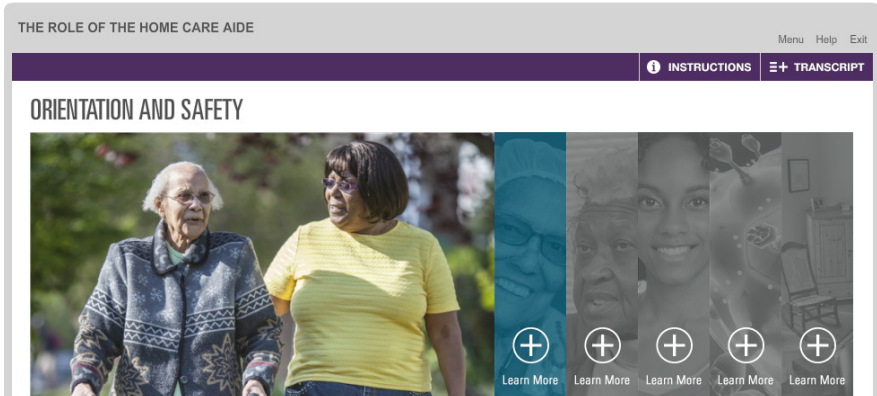 THE ROLE OF THE HOME CARE AIDE
Menu Help Exit
INSTRUCTIONS TRANSCRIPT
ORIENTATION AND SAFETY
Learn More Learn More Learn More Learn More Learn More